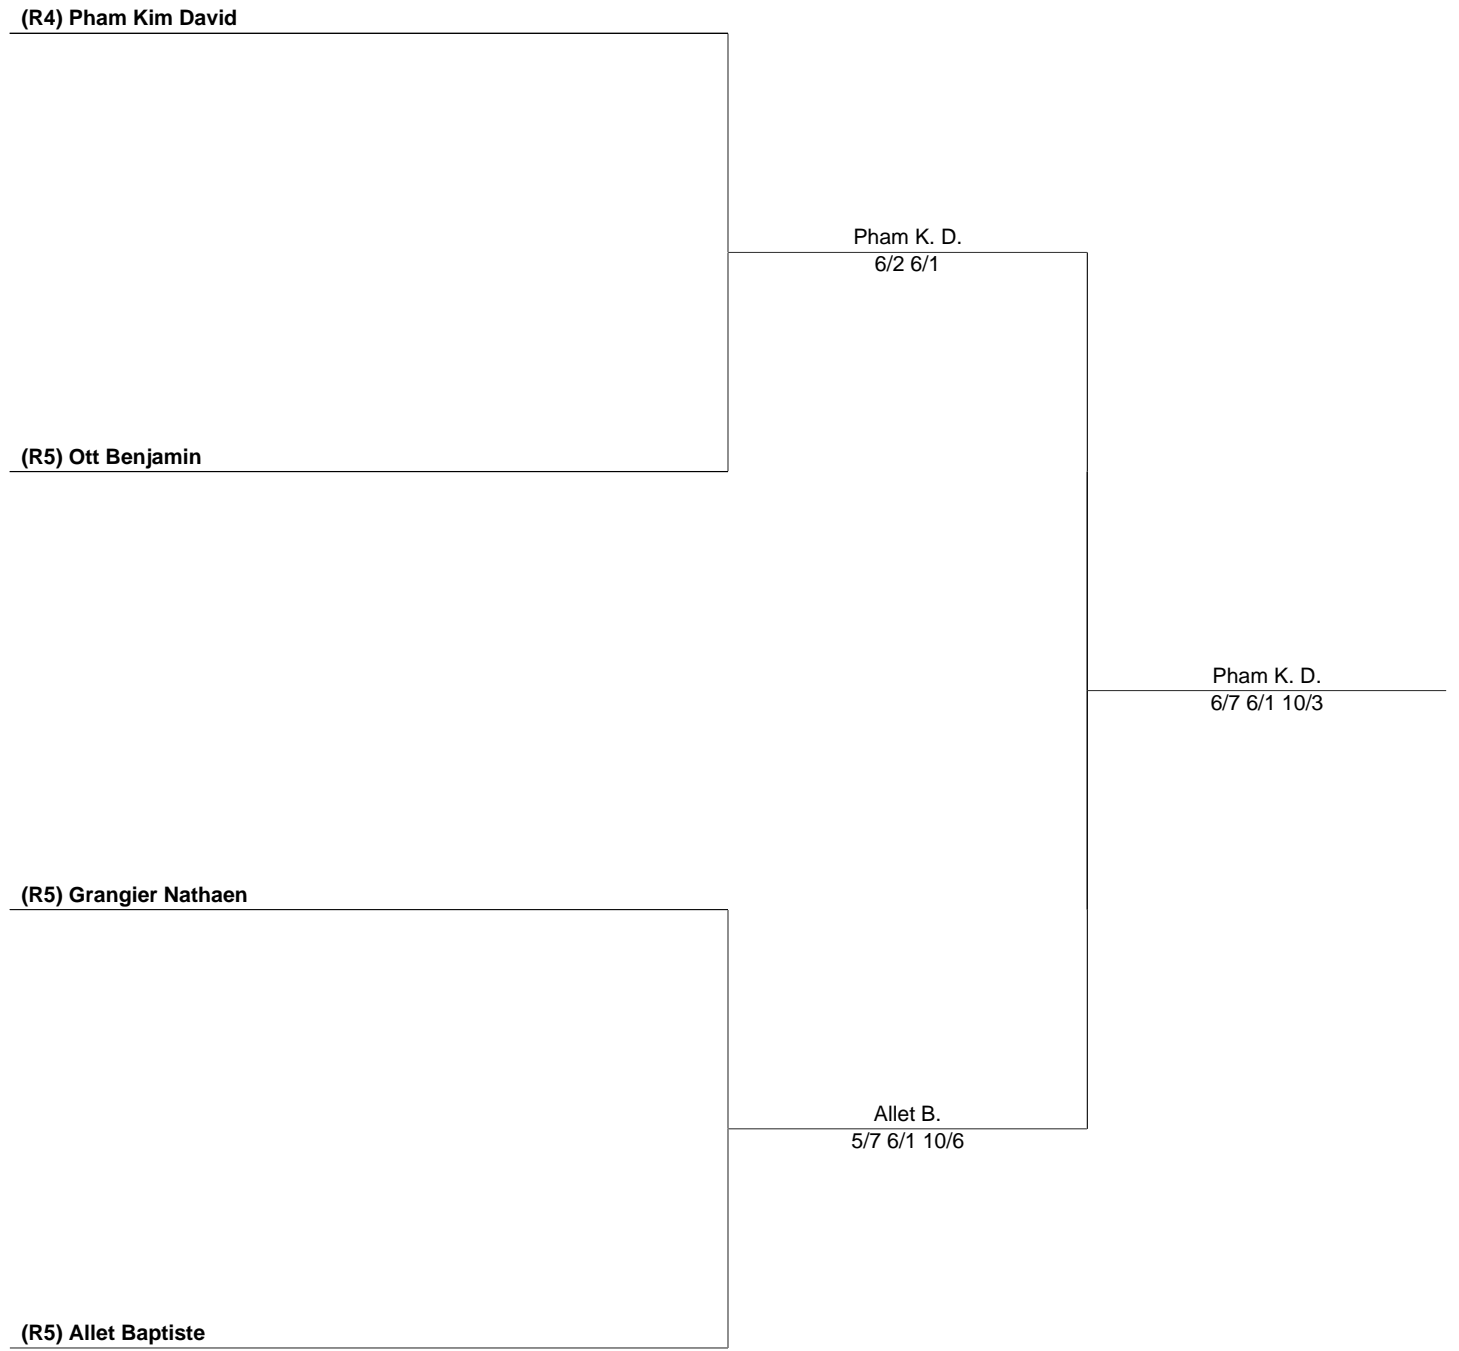 (R4) Pham Kim David
Pham K. D.
6/2 6/1
(R5) Ott Benjamin
Pham K. D.
6/7 6/1 10/3
(R5) Grangier Nathaen
Allet B.
5/7 6/1 10/6
(R5) Allet Baptiste